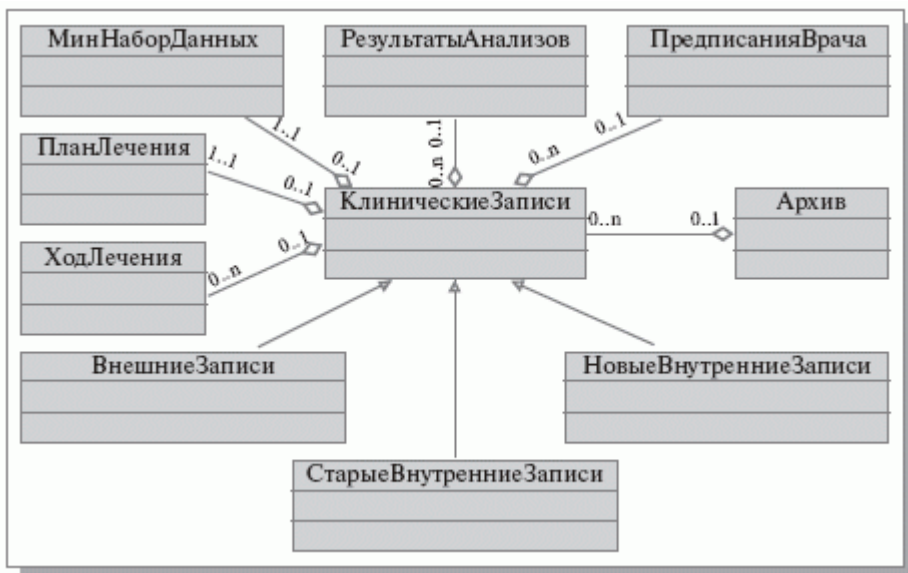 МинНаборДанных
РезультатыАнализов
ПредписанияВрача
1..1
0..1
0..n 0..1
0..n
0..1
ПланЛечения
1..1
0..1
КлиническиеЗаписи
0..n
0..1
Архив
ХодЛечения
0..n
0..1
ВнешниеЗаписи
НовыеВнутренниеЗаписи
СтарыеВнутренниеЗаписи